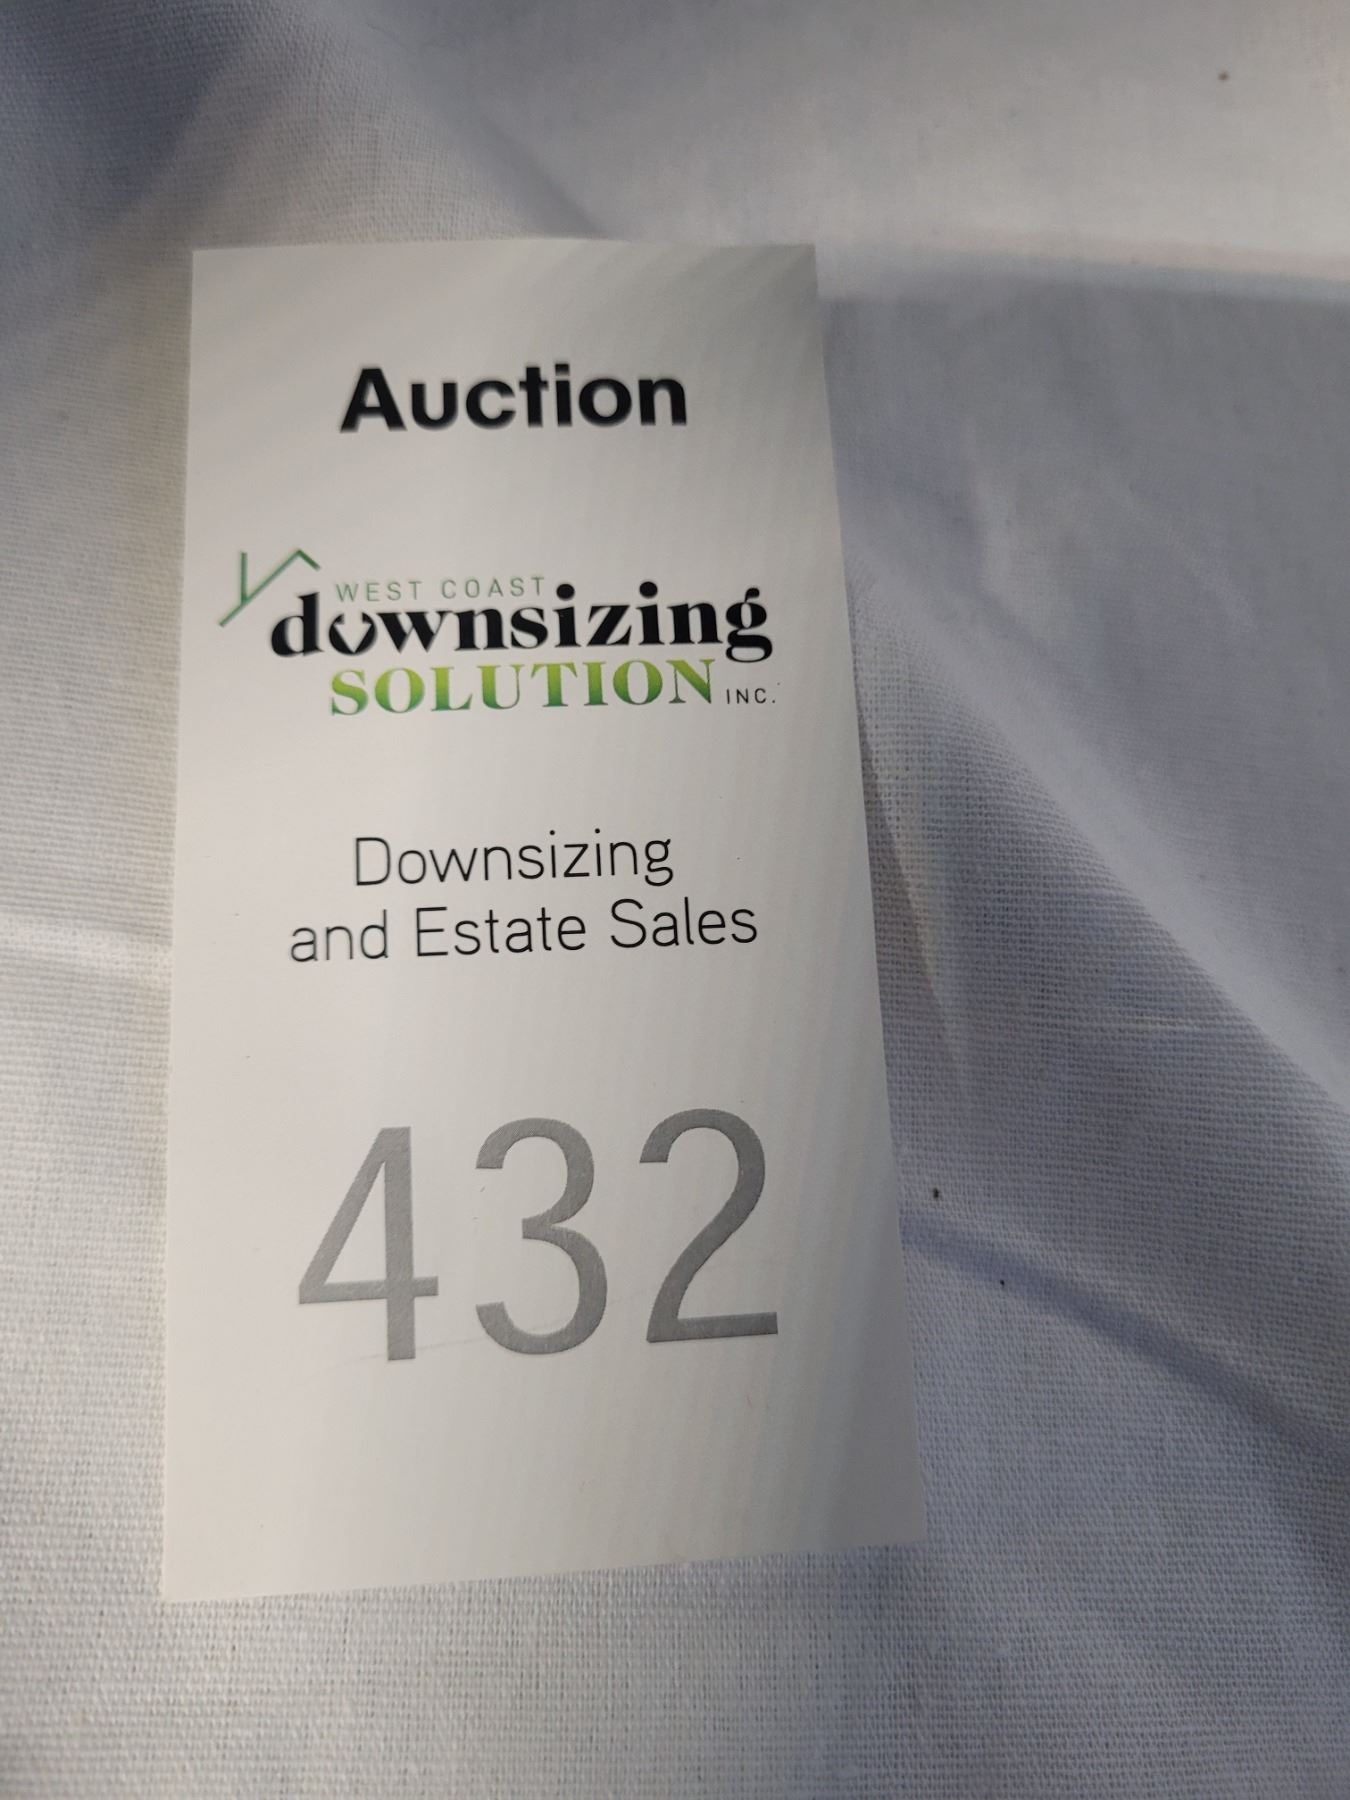 Auction
WEST COAST
downsizing
SOLUTION INC.
Downsizing
and Estate Sales
432